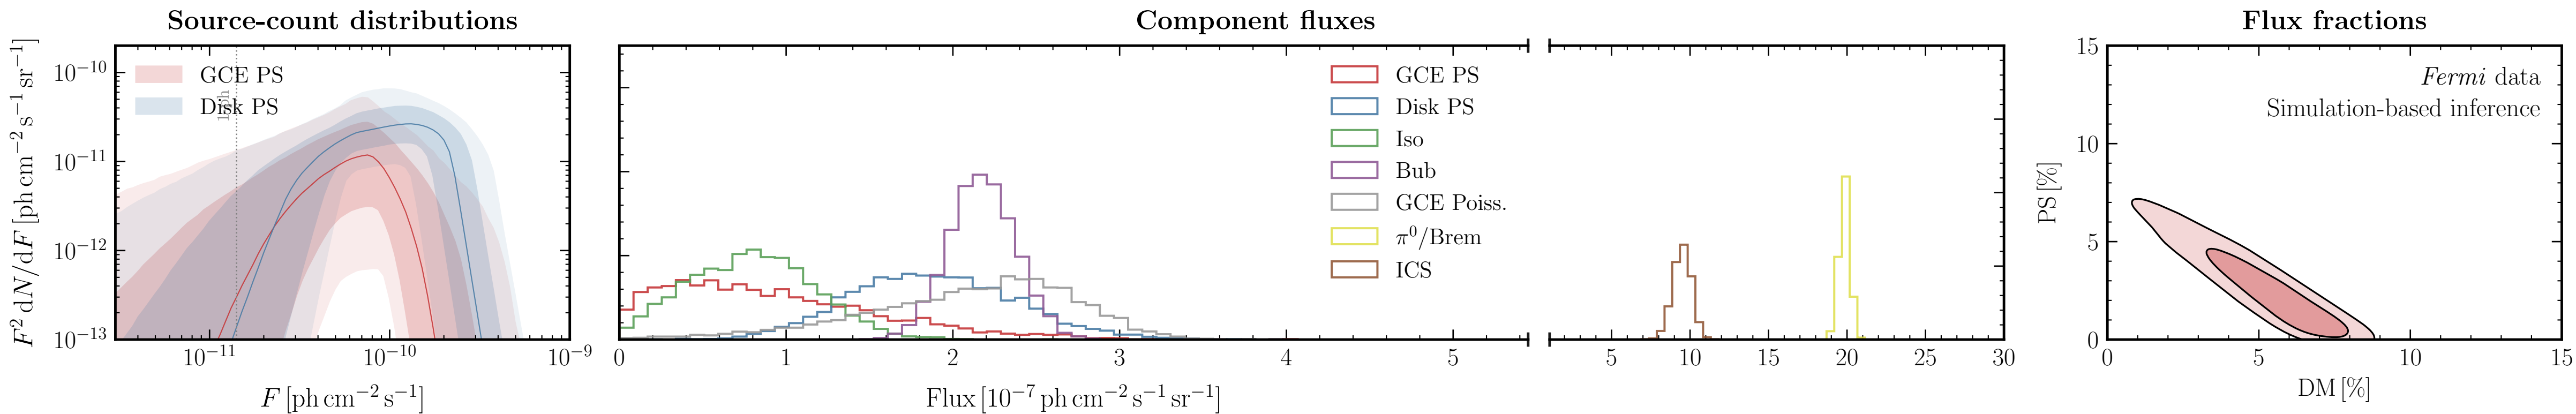 Source-count distributions
F² dN/dF [ph cm⁻² s⁻¹ sr⁻¹]
10⁻¹⁰
10⁻¹¹
10⁻¹²
10⁻¹³
GCE PS
Disk PS
1 ph
10⁻¹¹
10⁻¹⁰
10⁻⁹
F [ph cm⁻² s⁻¹]
Component fluxes
GCE PS
Disk PS
Iso
Bub
GCE Poiss.
π⁰/Brem
ICS
0 1 2 3 4 5
5 10 15 20 25 30
Flux [10⁻⁷ ph cm⁻² s⁻¹ sr⁻¹]
Flux fractions
Fermi data
Simulation-based inference
PS [%]
15
10
5
0
0 5 10 15
DM [%]